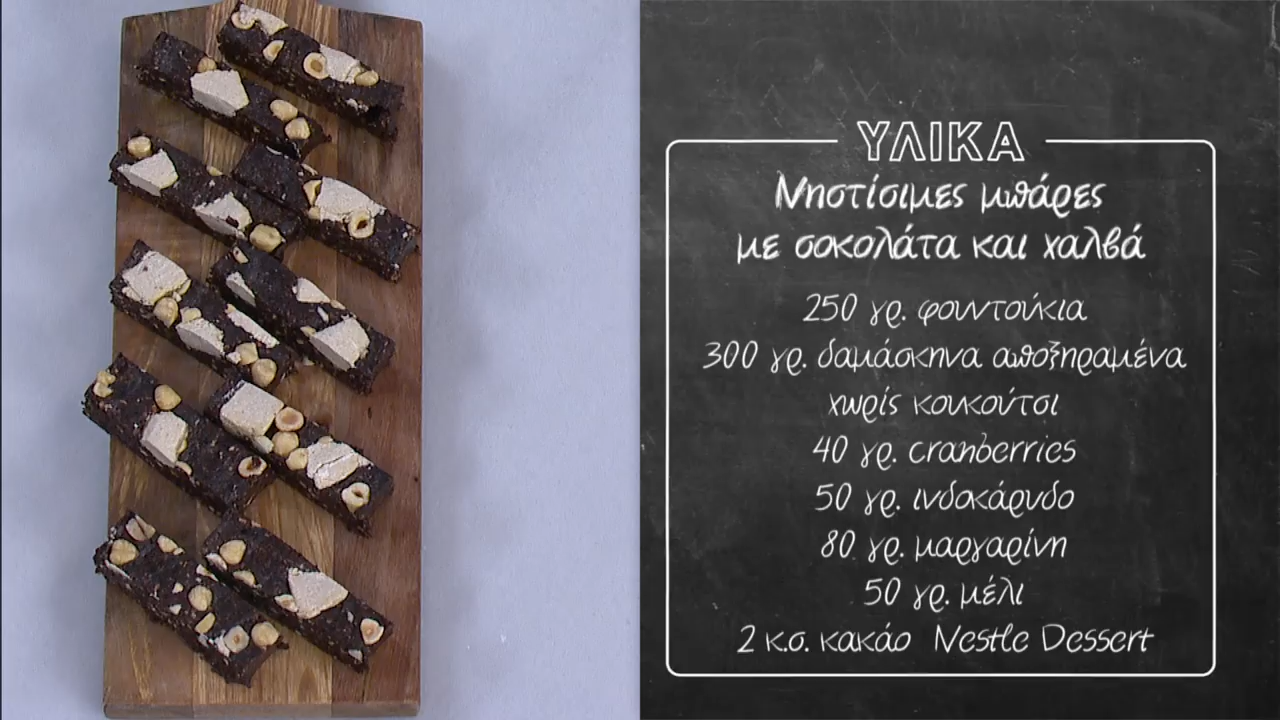 ΥΛΙΚΑ
Νηστίσιμες μπάρες
με σοκολάτα και χαλβά
250 γρ. φουντούκια
300 γρ. δαμάσκηνα αποξηραμένα
χωρίς κουκούτσι
40 γρ. cranberries
50 γρ. ινδοκάρυδο
80 γρ. μαργαρίνη
50 γρ. μέλι
2 κ.σ. κακάο Nestle Dessert